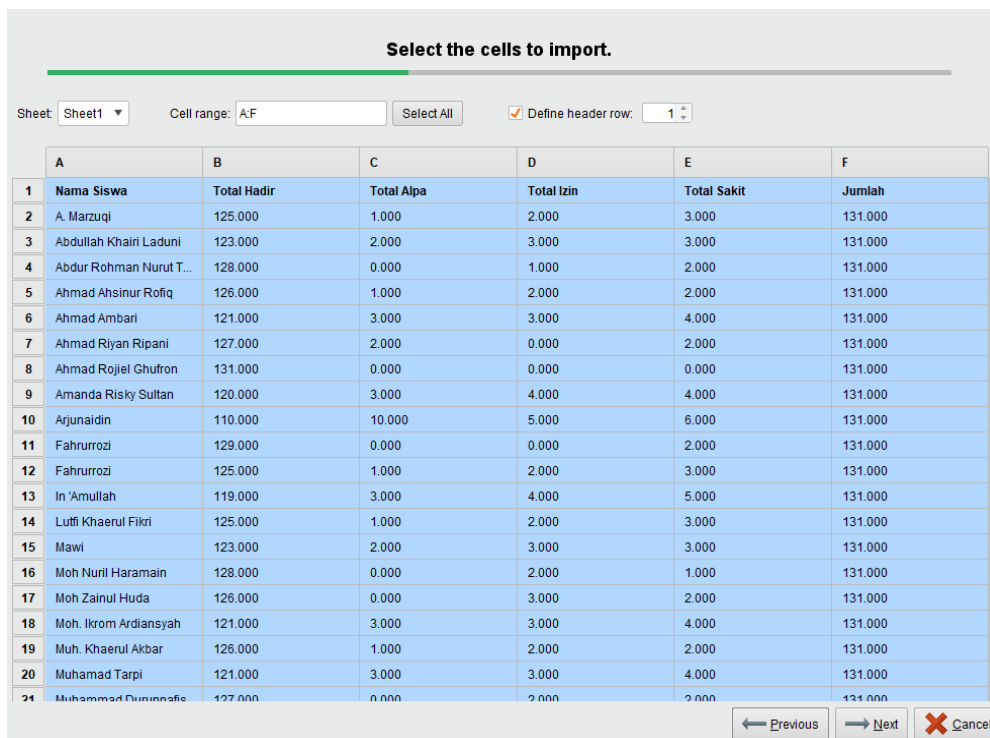 Select the cells to import.
Sheet: Sheet1 Cell range: A:F Select All Define header row: 1
A B C D E F
1 Nama Siswa Total Hadir Total Alpa Total Izin Total Sakit Jumlah
2 A. Marzuqi 125.000 1.000 2.000 3.000 131.000
3 Abdullah Khairi Laduni 123.000 2.000 3.000 3.000 131.000
4 Abdur Rohman Nurut T... 128.000 0.000 1.000 2.000 131.000
5 Ahmad Ahsinur Rofiq 126.000 1.000 2.000 2.000 131.000
6 Ahmad Ambari 121.000 3.000 3.000 4.000 131.000
7 Ahmad Riyan Ripani 127.000 2.000 0.000 2.000 131.000
8 Ahmad Rojiel Ghufron 131.000 0.000 0.000 0.000 131.000
9 Amanda Risky Sultan 120.000 3.000 4.000 4.000 131.000
10 Arjunaidin 110.000 10.000 5.000 6.000 131.000
11 Fahrurrozi 129.000 0.000 0.000 2.000 131.000
12 Fahrurrozi 125.000 1.000 2.000 3.000 131.000
13 In 'Amullah 119.000 3.000 4.000 5.000 131.000
14 Lutfi Khaerul Fikri 125.000 1.000 2.000 3.000 131.000
15 Mawi 123.000 2.000 3.000 3.000 131.000
16 Moh Nuril Haramain 128.000 0.000 2.000 1.000 131.000
17 Moh Zainul Huda 126.000 0.000 3.000 2.000 131.000
18 Moh. Ikrom Ardiansyah 121.000 3.000 3.000 4.000 131.000
19 Muh. Khaerul Akbar 126.000 1.000 2.000 2.000 131.000
20 Muhamad Tarpi 121.000 3.000 3.000 4.000 131.000
21 Muhammad Durunnafis 127.000 0.000 2.000 2.000 131.000
Previous Next Cancel